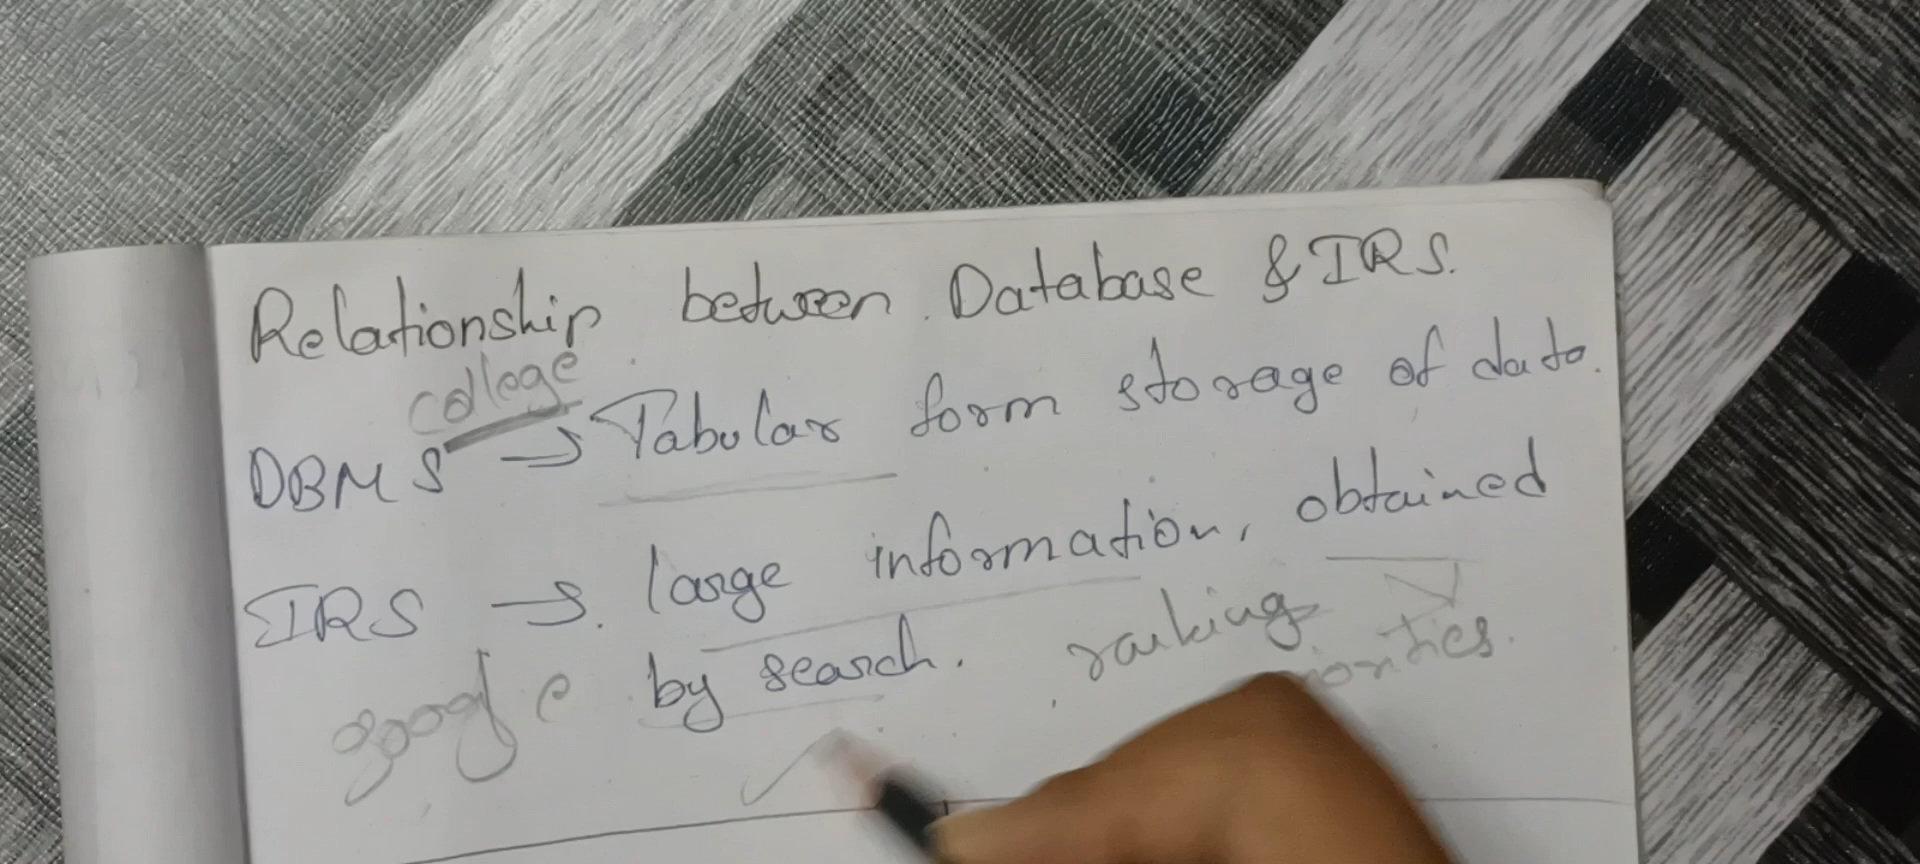 Relationship between Database & IRS.
college
DBMS → Tabular form storage of data.
IRS → large information, obtained
google by search. ranking